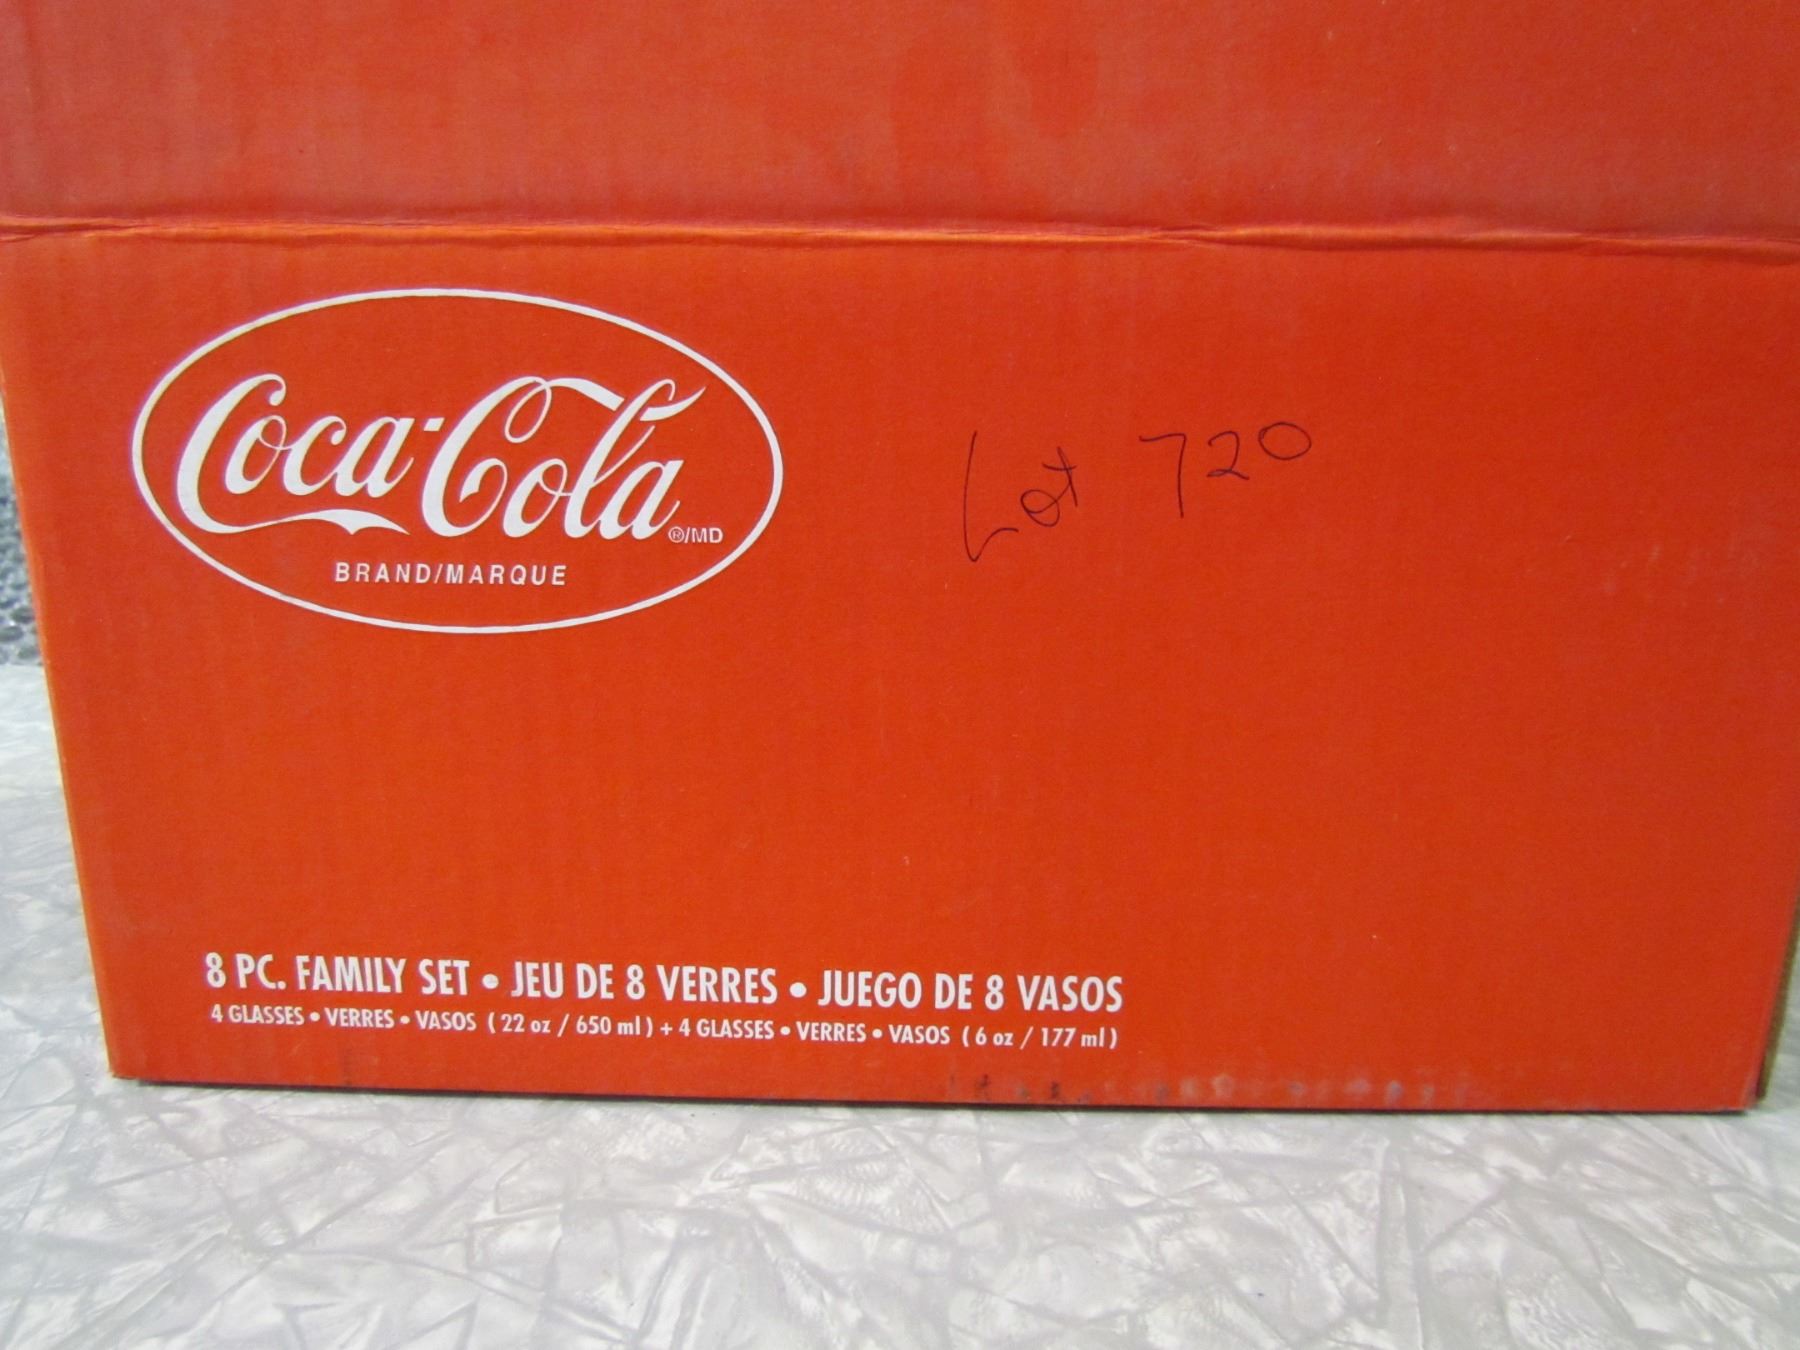 Coca-Cola ®/MD
BRAND/MARQUE
Lot 720
8 PC. FAMILY SET • JEU DE 8 VERRES • JUEGO DE 8 VASOS
4 GLASSES • VERRES • VASOS ( 22 oz / 650 ml ) + 4 GLASSES • VERRES • VASOS ( 6 oz / 177 ml )